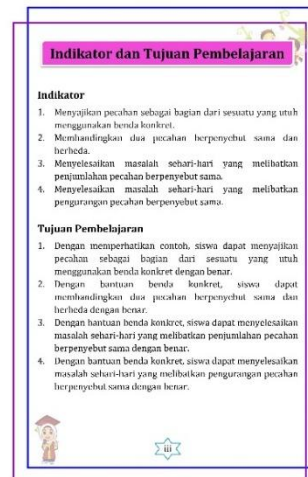 Indikator dan Tujuan Pembelajaran
Indikator
1. Menyajikan pecahan sebagai bagian dari sesuatu yang utuh
menggunakan benda konkret.
2. Membandingkan dua pecahan berpenyebut sama dan
berbeda.
3. Menyelesaikan masalah sehari-hari yang melibatkan
penjumlahan pecahan berpenyebut sama.
4. Menyelesaikan masalah sehari-hari yang melibatkan
pengurangan pecahan berpenyebut sama.
Tujuan Pembelajaran
1. Dengan memperhatikan contoh, siswa dapat menyajikan
pecahan sebagai bagian dari sesuatu yang utuh
menggunakan benda konkret dengan benar.
2. Dengan bantuan benda konkret, siswa dapat
membandingkan dua pecahan berpenyebut sama dan
berbeda dengan benar.
3. Dengan bantuan benda konkret, siswa dapat menyelesaikan
masalah sehari-hari yang melibatkan penjumlahan pecahan
berpenyebut sama dengan benar.
4. Dengan bantuan benda konkret, siswa dapat menyelesaikan
masalah sehari-hari yang melibatkan pengurangan pecahan
berpenyebut sama dengan benar.
iii